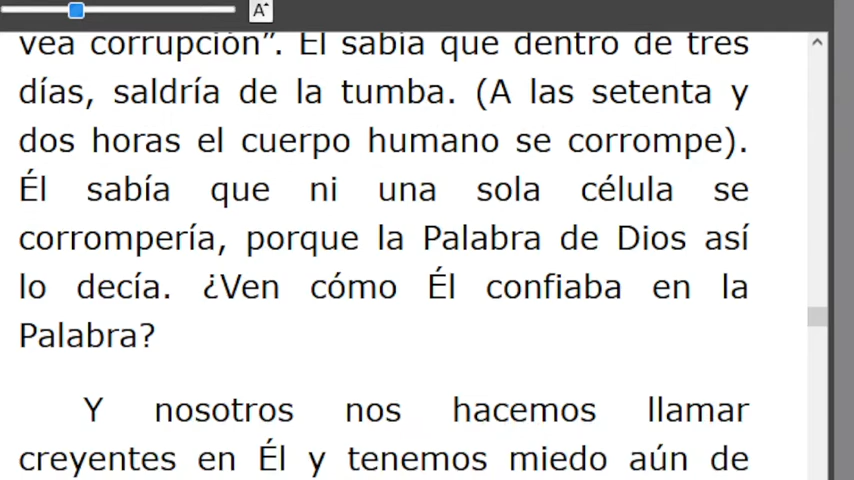 A
vea corrupción”. Él sabía que dentro de tres
días, saldría de la tumba. (A las setenta y
dos horas el cuerpo humano se corrompe).
Él sabía que ni una sola célula se
corrompería, porque la Palabra de Dios así
lo decía. ¿Ven cómo Él confiaba en la
Palabra?
Y nosotros nos hacemos llamar
creyentes en Él y tenemos miedo aún de